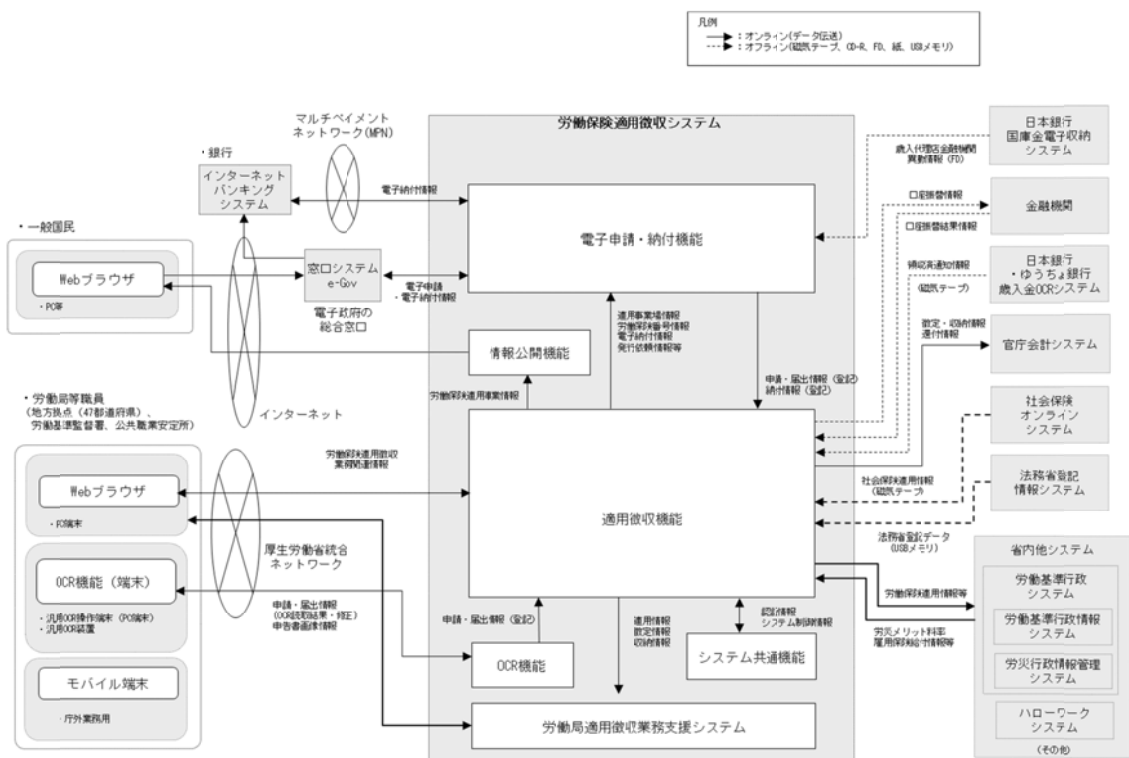 凡例
：オンライン(データ伝送)
：オフライン(磁気テープ、CD-R、FD、紙、USBメモリ)
労働保険適用徴収システム
マルチペイメント
ネットワーク(MPN)
・銀行
インターネット
バンキング
システム
電子納付情報
・一般国民
Webブラウザ
・PC等
窓口システム
e-Gov
電子政府の
総合窓口
電子申請
・電子納付情報
電子申請・納付機能
歳入代理店金融機関
異動情報(FD)
日本銀行
国庫金電子収納
システム
口座振替情報
口座振替結果情報
金融機関
領収済通知情報
(磁気テープ)
日本銀行
・ゆうちょ銀行
歳入金OCRシステム
徴定・収納情報
還付情報
官庁会計システム
適用事業場情報
労働保険番号情報
電子納付情報
発行依頼情報等
情報公開機能
労働保険適用事業情報
申請・届出情報(登記)
納付情報(登記)
インターネット
・労働局等職員
(地方拠点(47都道府県)、
労働基準監督署、公共職業安定所)
労働保険適用徴収
業務関連情報
Webブラウザ
・PC端末
適用徴収機能
社会保険
オンライン
システム
社会保険適用情報
(磁気テープ)
法務省登記
情報システム
法務省登記データ
(USBメモリ)
厚生労働省統合
ネットワーク
OCR機能(端末)
・汎用OCR操作端末(PC端末)
・汎用OCR装置
申請・届出情報
(OCR読取結果・修正)
申告書画像情報
申請・届出情報(登記)
OCR機能
適用情報
徴定情報
収納情報
認証情報
システム制御情報
システム共通機能
労働保険適用情報等
労災メリット料率
雇用保険給付情報等
省内他システム
労働基準行政
システム
労働基準行政情報
システム
労災行政情報管理
システム
ハローワーク
システム
(その他)
モバイル端末
・庁外業務用
労働局適用徴収業務支援システム